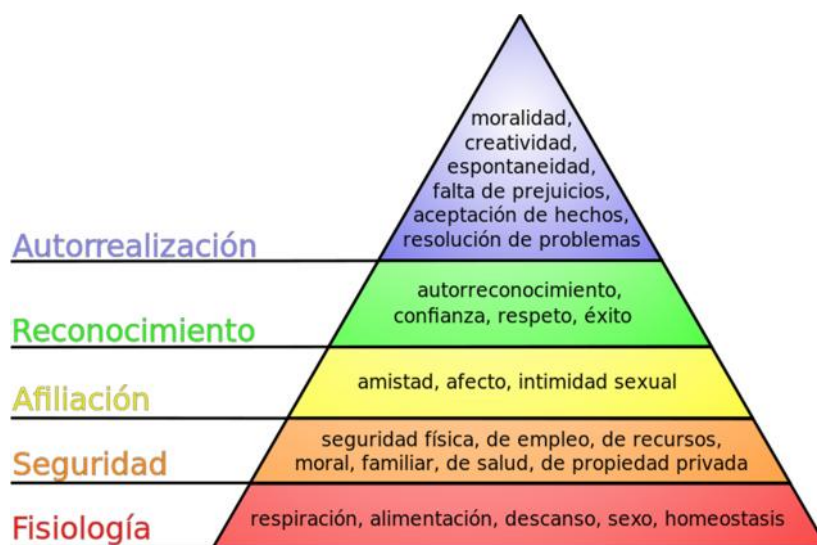 moralidad,
creatividad,
espontaneidad,
falta de prejuicios,
aceptación de hechos,
resolución de problemas
Autorrealización
autorreconocimiento,
confianza, respeto, éxito
Reconocimiento
amistad, afecto, intimidad sexual
Afiliación
seguridad física, de empleo, de recursos,
moral, familiar, de salud, de propiedad privada
Seguridad
respiración, alimentación, descanso, sexo, homeostasis
Fisiología